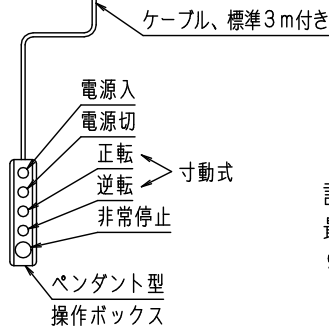 ケーブル、標準3m付き
電源入
電源切
正転
寸動式
逆転
非常停止
ペンダント型
操作ボックス